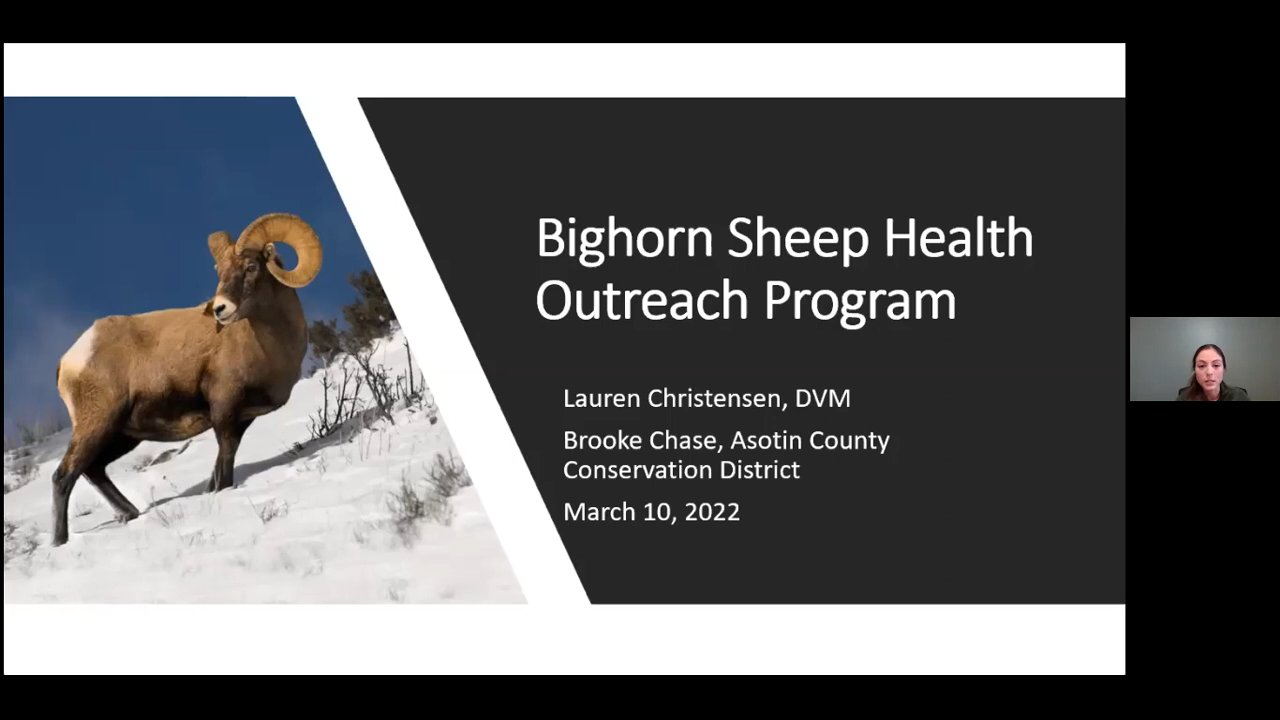 Bighorn Sheep Health
Outreach Program
Lauren Christensen, DVM
Brooke Chase, Asotin County
Conservation District
March 10, 2022